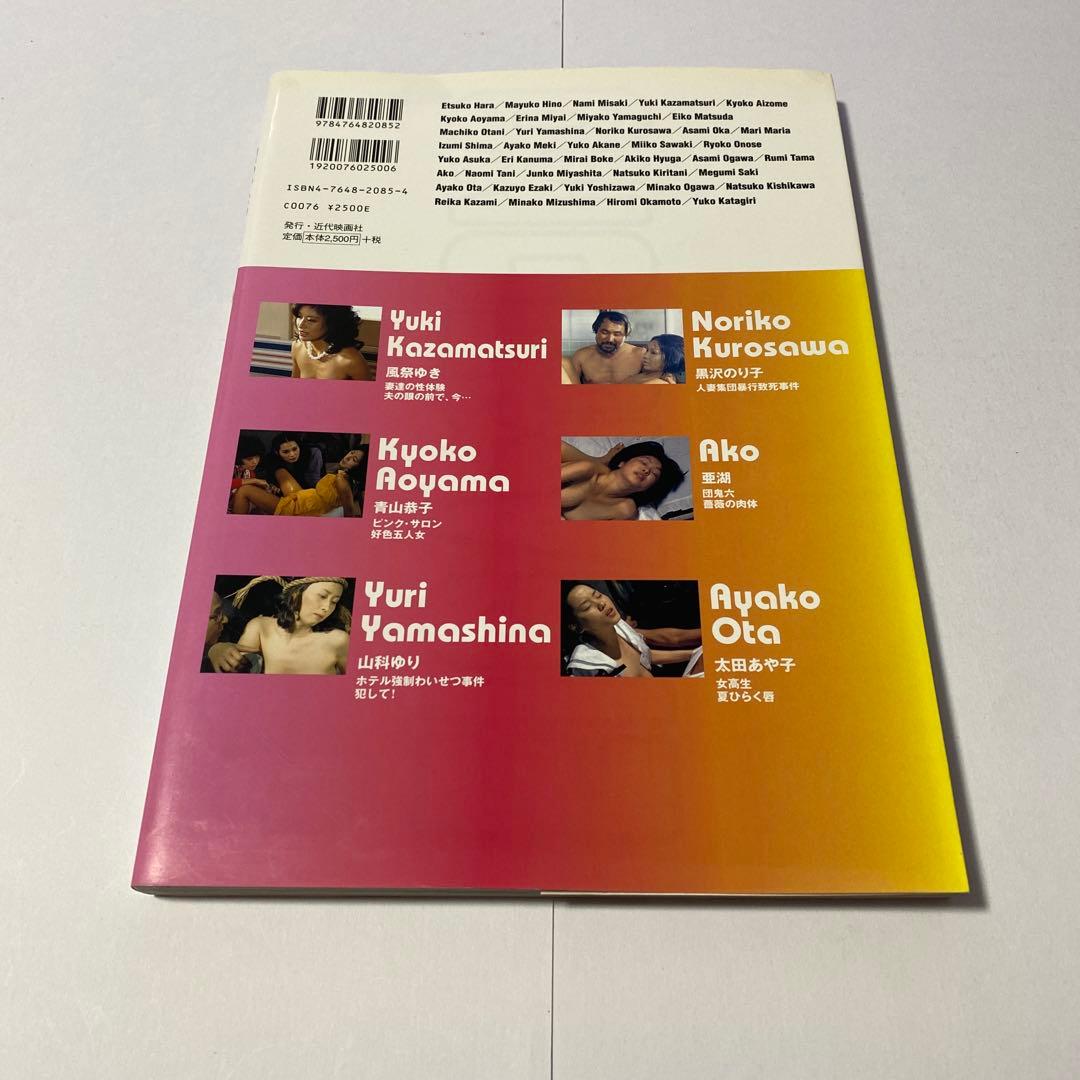 9784764820852
1920076025006
ISBN4-7648-2085-4
C0076 ¥2500E
発行・近代映画社
定価 本体2,500円 +税
Etsuko Hara／Mayuko Hino／Nami Misaki／Yuki Kazamatsuri／Kyoko Aizome
Kyoko Aoyama／Erina Miyai／Miyako Yamaguchi／Eiko Matsuda
Machiko Otani／Yuri Yamashina／Noriko Kurosawa／Asami Oka／Mari Maria
Izumi Shima／Ayako Meki／Yuko Akane／Miiko Sawaki／Ryoko Onose
Yuko Asuka／Eri Kanuma／Mirai Boke／Akiko Hyuga／Asami Ogawa／Rumi Tama
Ako／Naomi Tani／Junko Miyashita／Natsuko Kiritani／Megumi Saki
Ayako Ota／Kazuyo Ezaki／Yuki Yoshizawa／Minako Ogawa／Natsuko Kishikawa
Reika Kazami／Minako Mizushima／Hiromi Okamoto／Yuko Katagiri
Yuki
Kazamatsuri
風祭ゆき
妻達の性体験
夫の眼の前で、今…
Noriko
Kurosawa
黒沢のり子
人妻集団暴行致死事件
Kyoko
Aoyama
青山恭子
ピンク・サロン
好色五人女
Ako
亜湖
団鬼六
薔薇の肉体
Yuri
Yamashina
山科ゆり
ホテル強制わいせつ事件
犯して！
Ayako
Ota
太田あや子
女高生
夏ひらく唇